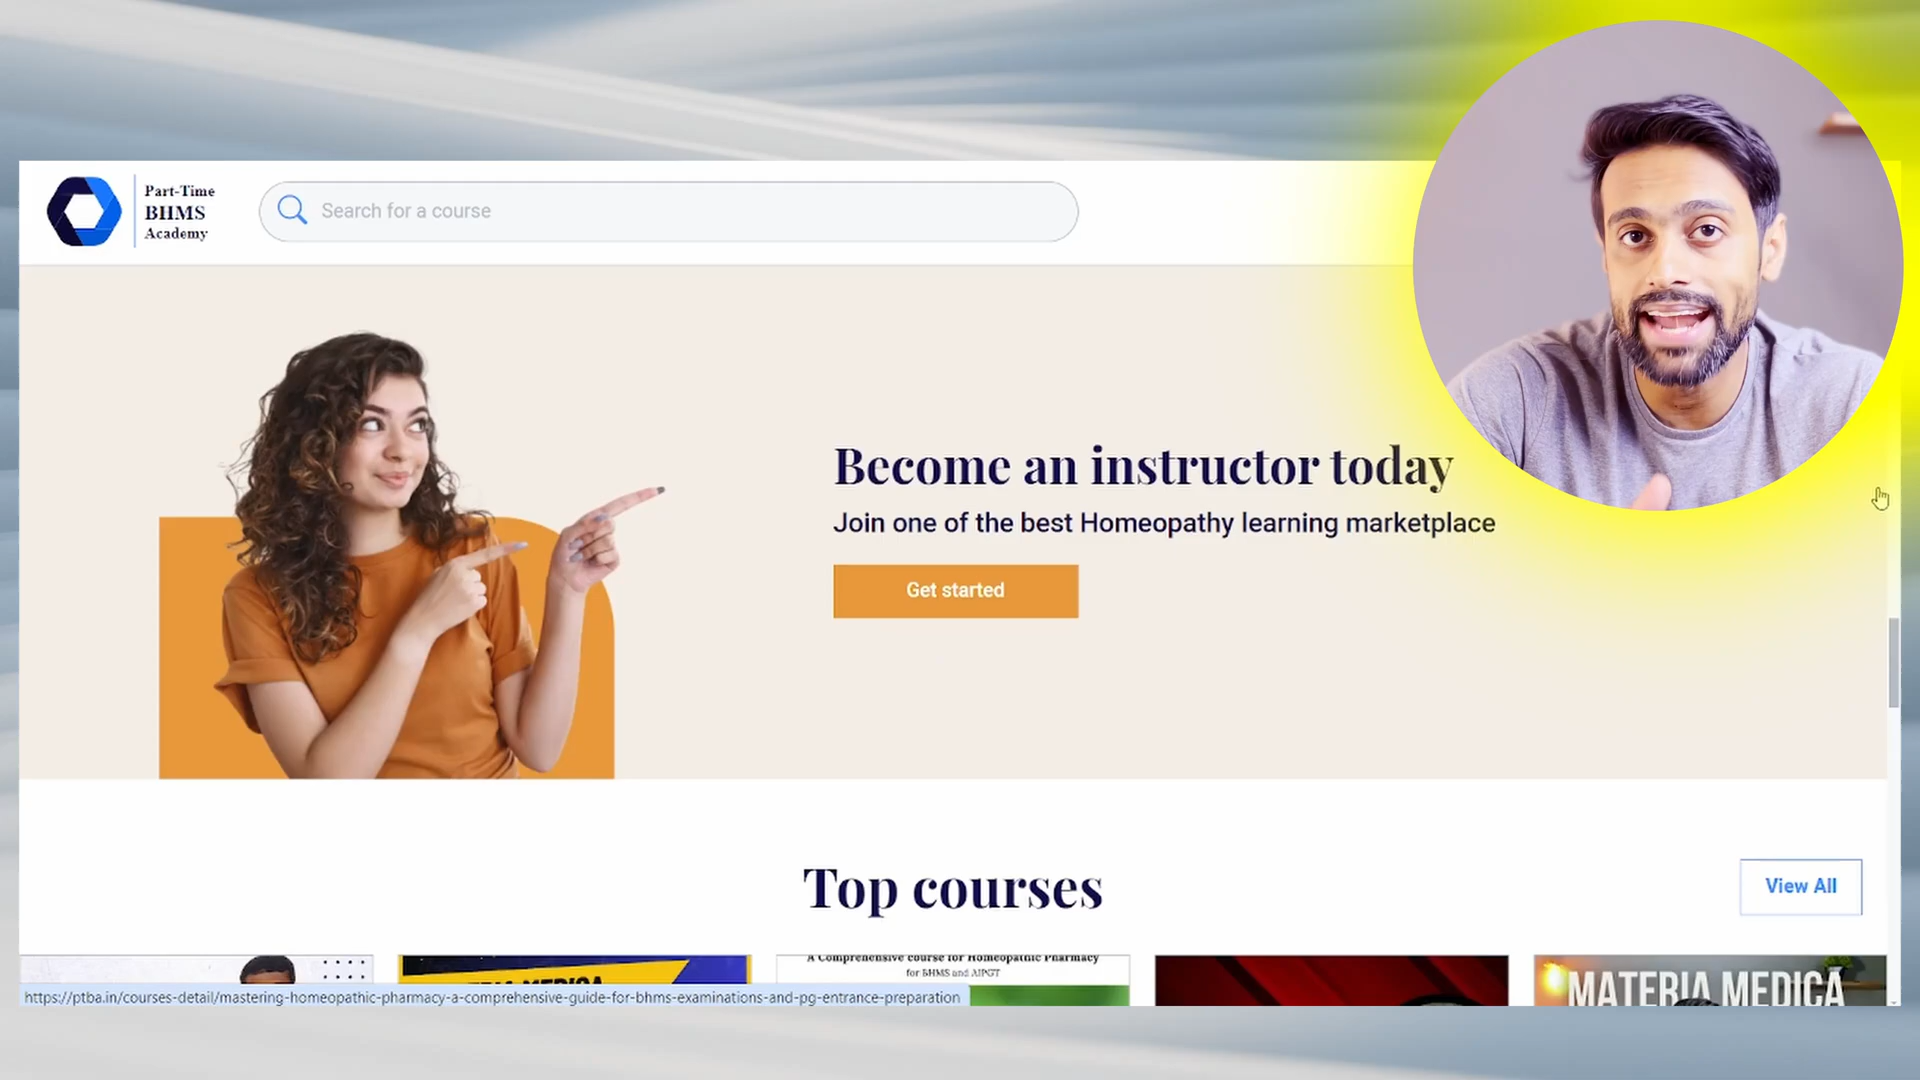 Part-Time
BHMS
Academy
Search for a course
Become an instructor today
Join one of the best Homeopathy learning marketplace
Get started
Top courses
View All
MATERIA MEDICA
A Comprehensive course for Homeopathic Pharmacy
for BHMS and AIPGT
MATERIA MEDICA
https://ptba.in/courses-detail/mastering-homeopathic-pharmacy-a-comprehensive-guide-for-bhms-examinations-and-pg-entrance-preparation